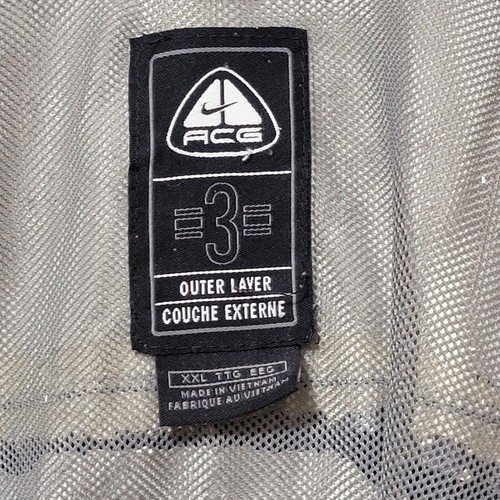 ACG
3
OUTER LAYER
COUCHE EXTERNE
XXL TTG EEG
MADE IN VIETNAM
FABRIQUE AU VIETNAM